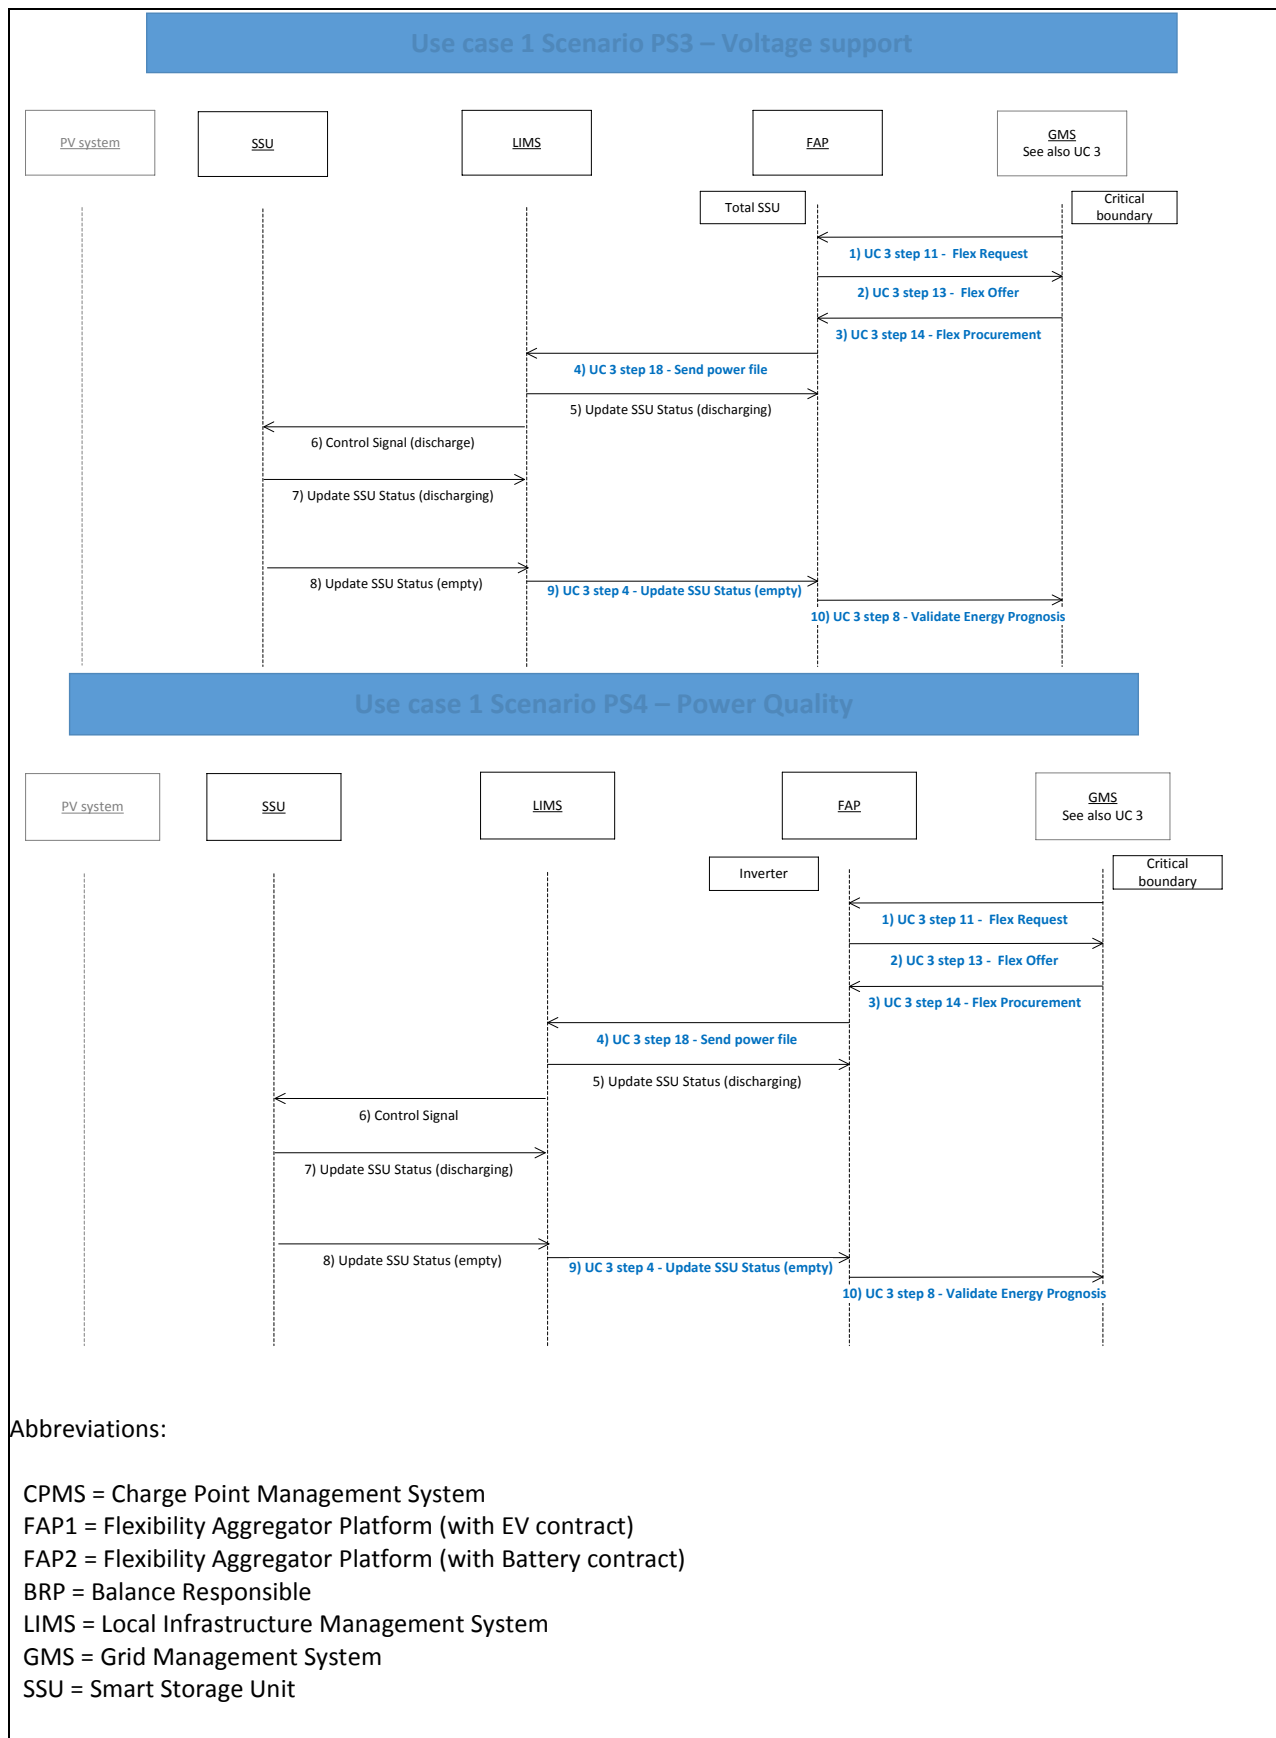 Use case 1 Scenario PS3 – Voltage support
PV system
SSU
LIMS
FAP
GMS
See also UC 3
Total SSU
Critical
boundary
1) UC 3 step 11 -  Flex Request
2) UC 3 step 13 -  Flex Offer
3) UC 3 step 14 - Flex Procurement
4) UC 3 step 18 - Send power file
5) Update SSU Status (discharging)
6) Control Signal (discharge)
7) Update SSU Status (discharging)
8) Update SSU Status (empty)
9) UC 3 step 4 - Update SSU Status (empty)
10) UC 3 step 8 - Validate Energy Prognosis
Use case 1 Scenario PS4 – Power Quality
PV system
SSU
LIMS
FAP
GMS
See also UC 3
Inverter
Critical
boundary
1) UC 3 step 11 -  Flex Request
2) UC 3 step 13 -  Flex Offer
3) UC 3 step 14 - Flex Procurement
4) UC 3 step 18 - Send power file
5) Update SSU Status (discharging)
6) Control Signal
7) Update SSU Status (discharging)
8) Update SSU Status (empty)
9) UC 3 step 4 - Update SSU Status (empty)
10) UC 3 step 8 - Validate Energy Prognosis
Abbreviations:
CPMS = Charge Point Management System
FAP1 = Flexibility Aggregator Platform (with EV contract)
FAP2 = Flexibility Aggregator Platform (with Battery contract)
BRP = Balance Responsible
LIMS = Local Infrastructure Management System
GMS = Grid Management System
SSU = Smart Storage Unit